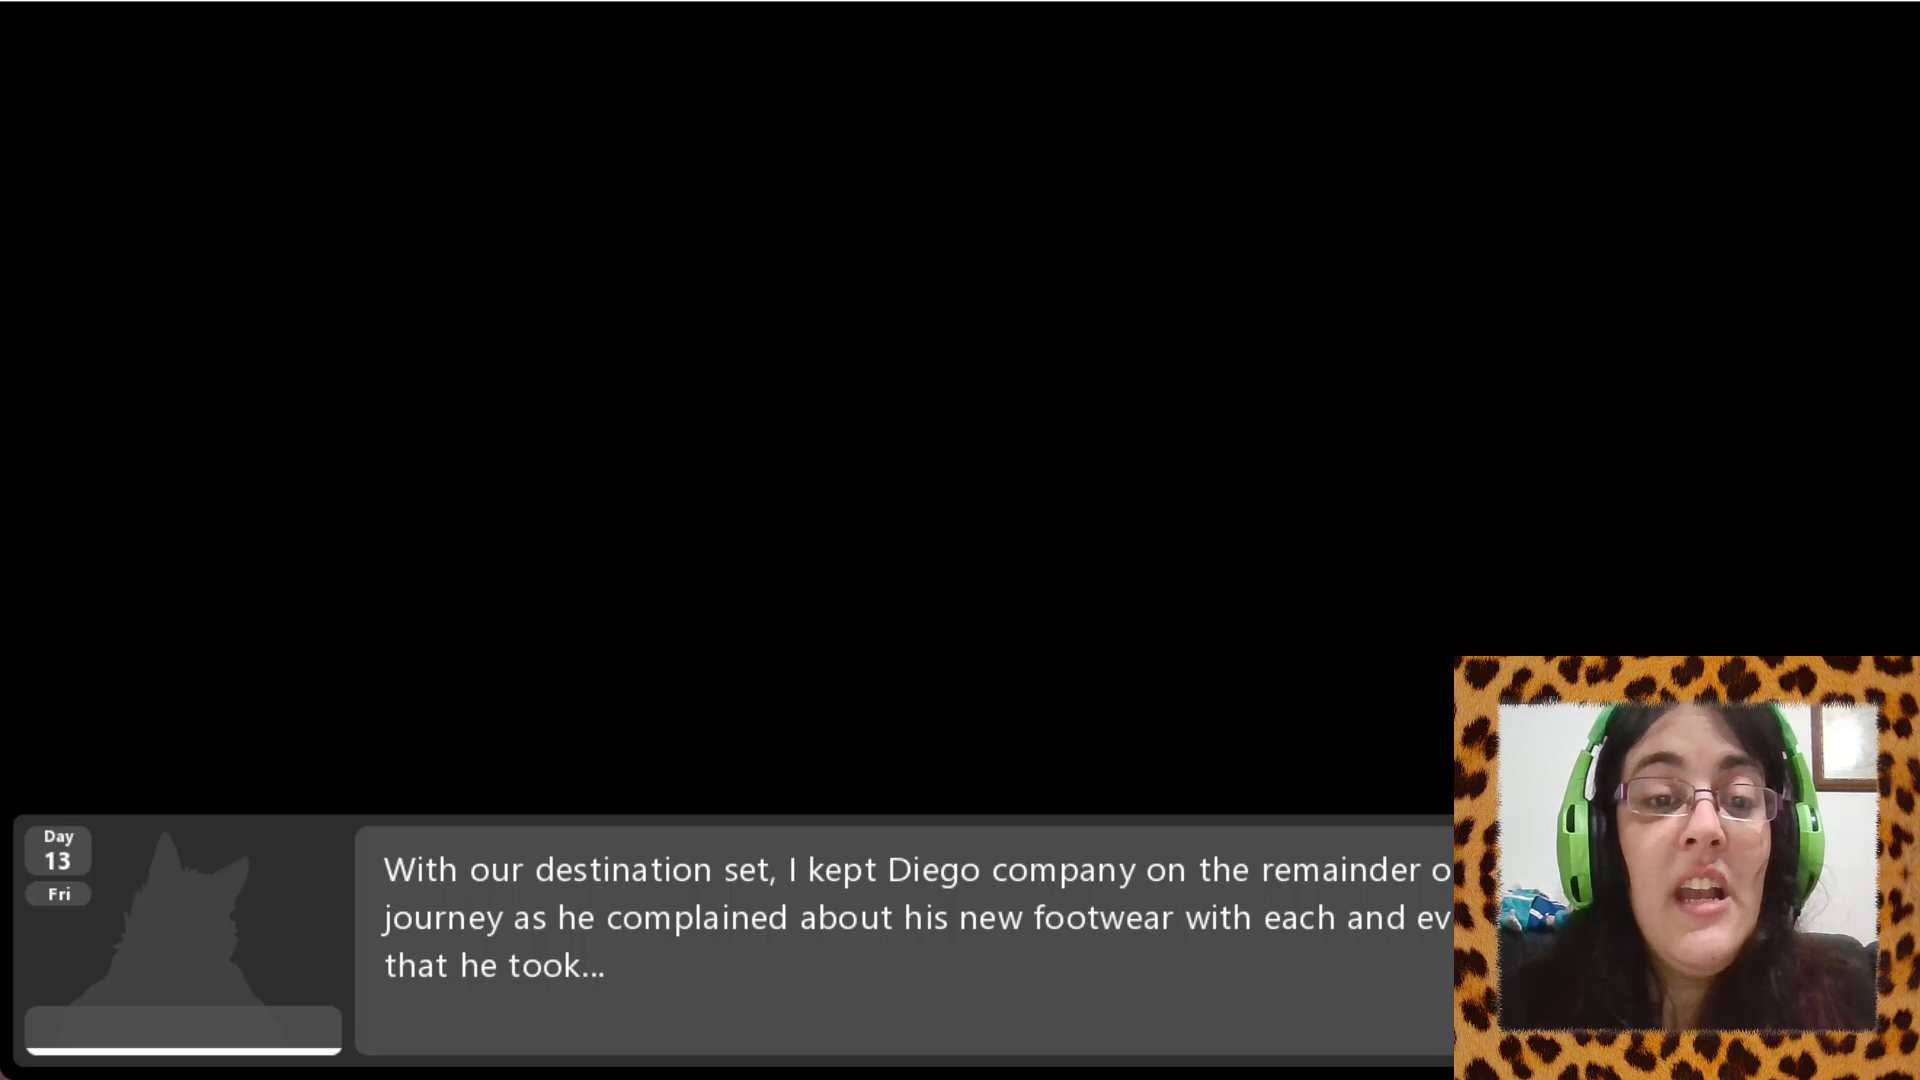 Day
13
Fri
With our destination set, I kept Diego company on the remainder o
journey as he complained about his new footwear with each and ev
that he took...